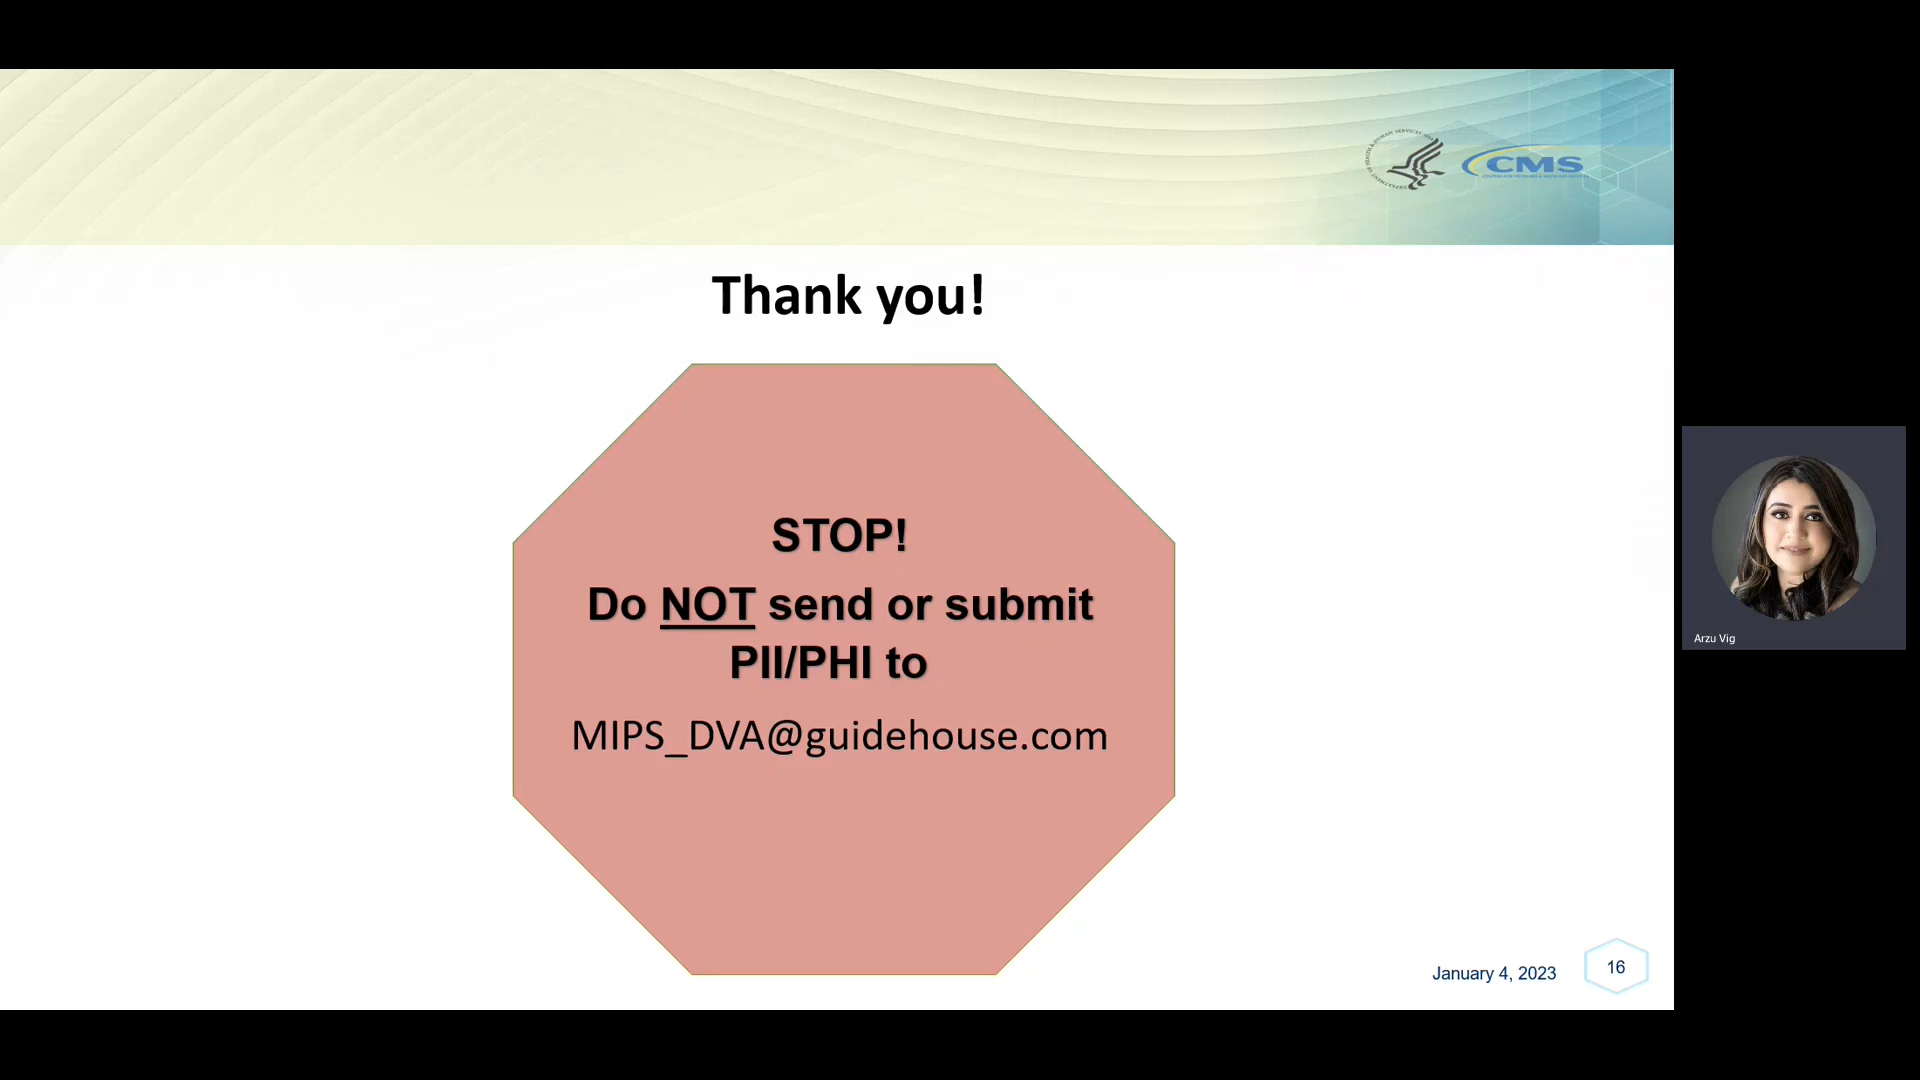 CMS
Thank you!
STOP!
Do NOT send or submit
PII/PHI to
MIPS_DVA@guidehouse.com
January 4, 2023
16
Arzu Vig